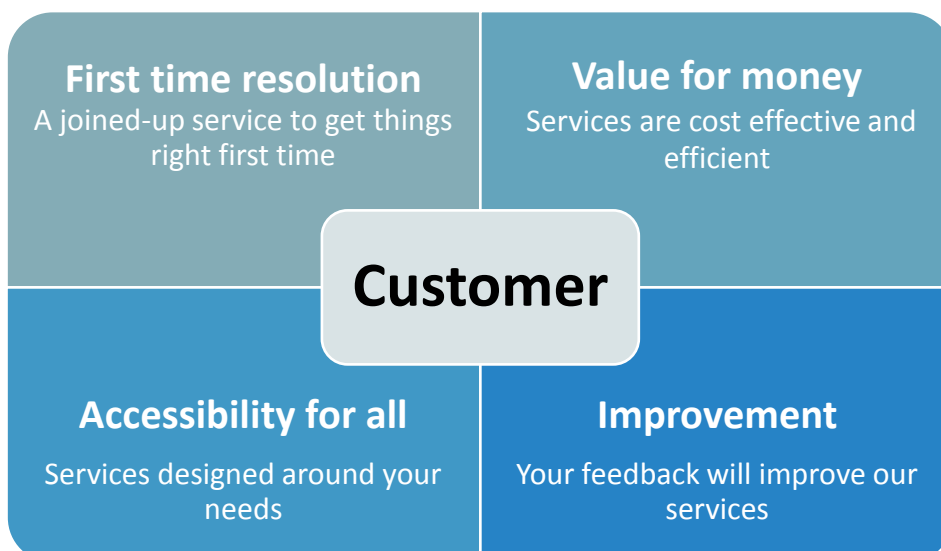 First time resolution
A joined-up service to get things
right first time
Value for money
Services are cost effective and
efficient
Customer
Accessibility for all
Services designed around your
needs
Improvement
Your feedback will improve our
services